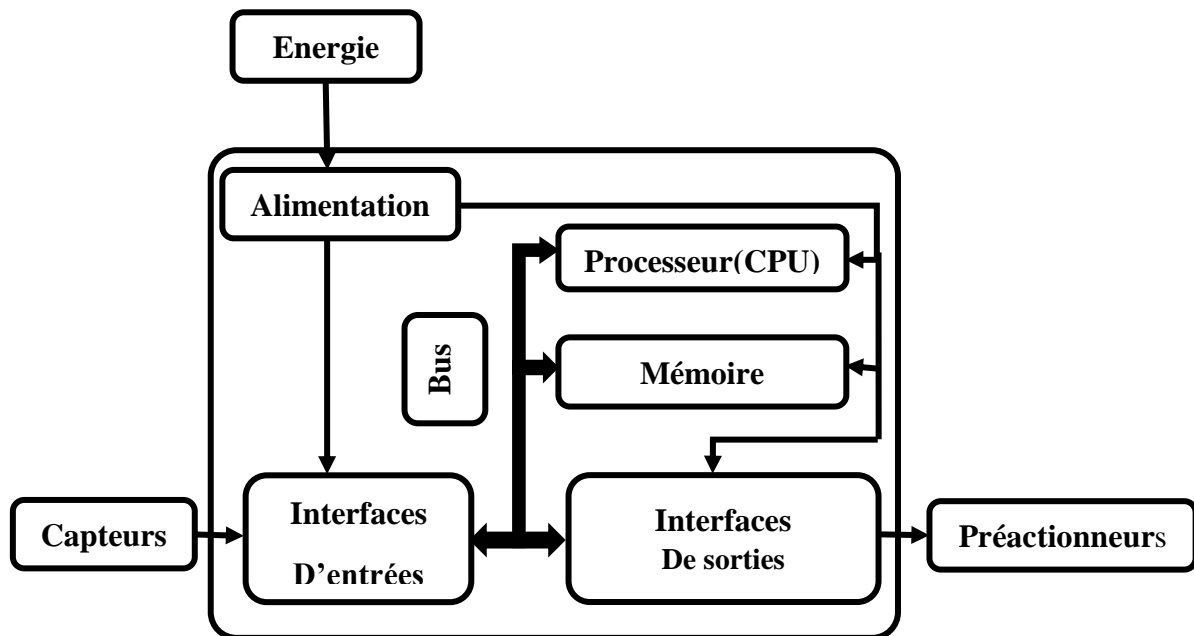 Energie
Alimentation
Processeur(CPU)
Bus
Mémoire
Capteurs
Interfaces
D’entrées
Interfaces
De sorties
Préactionneurs